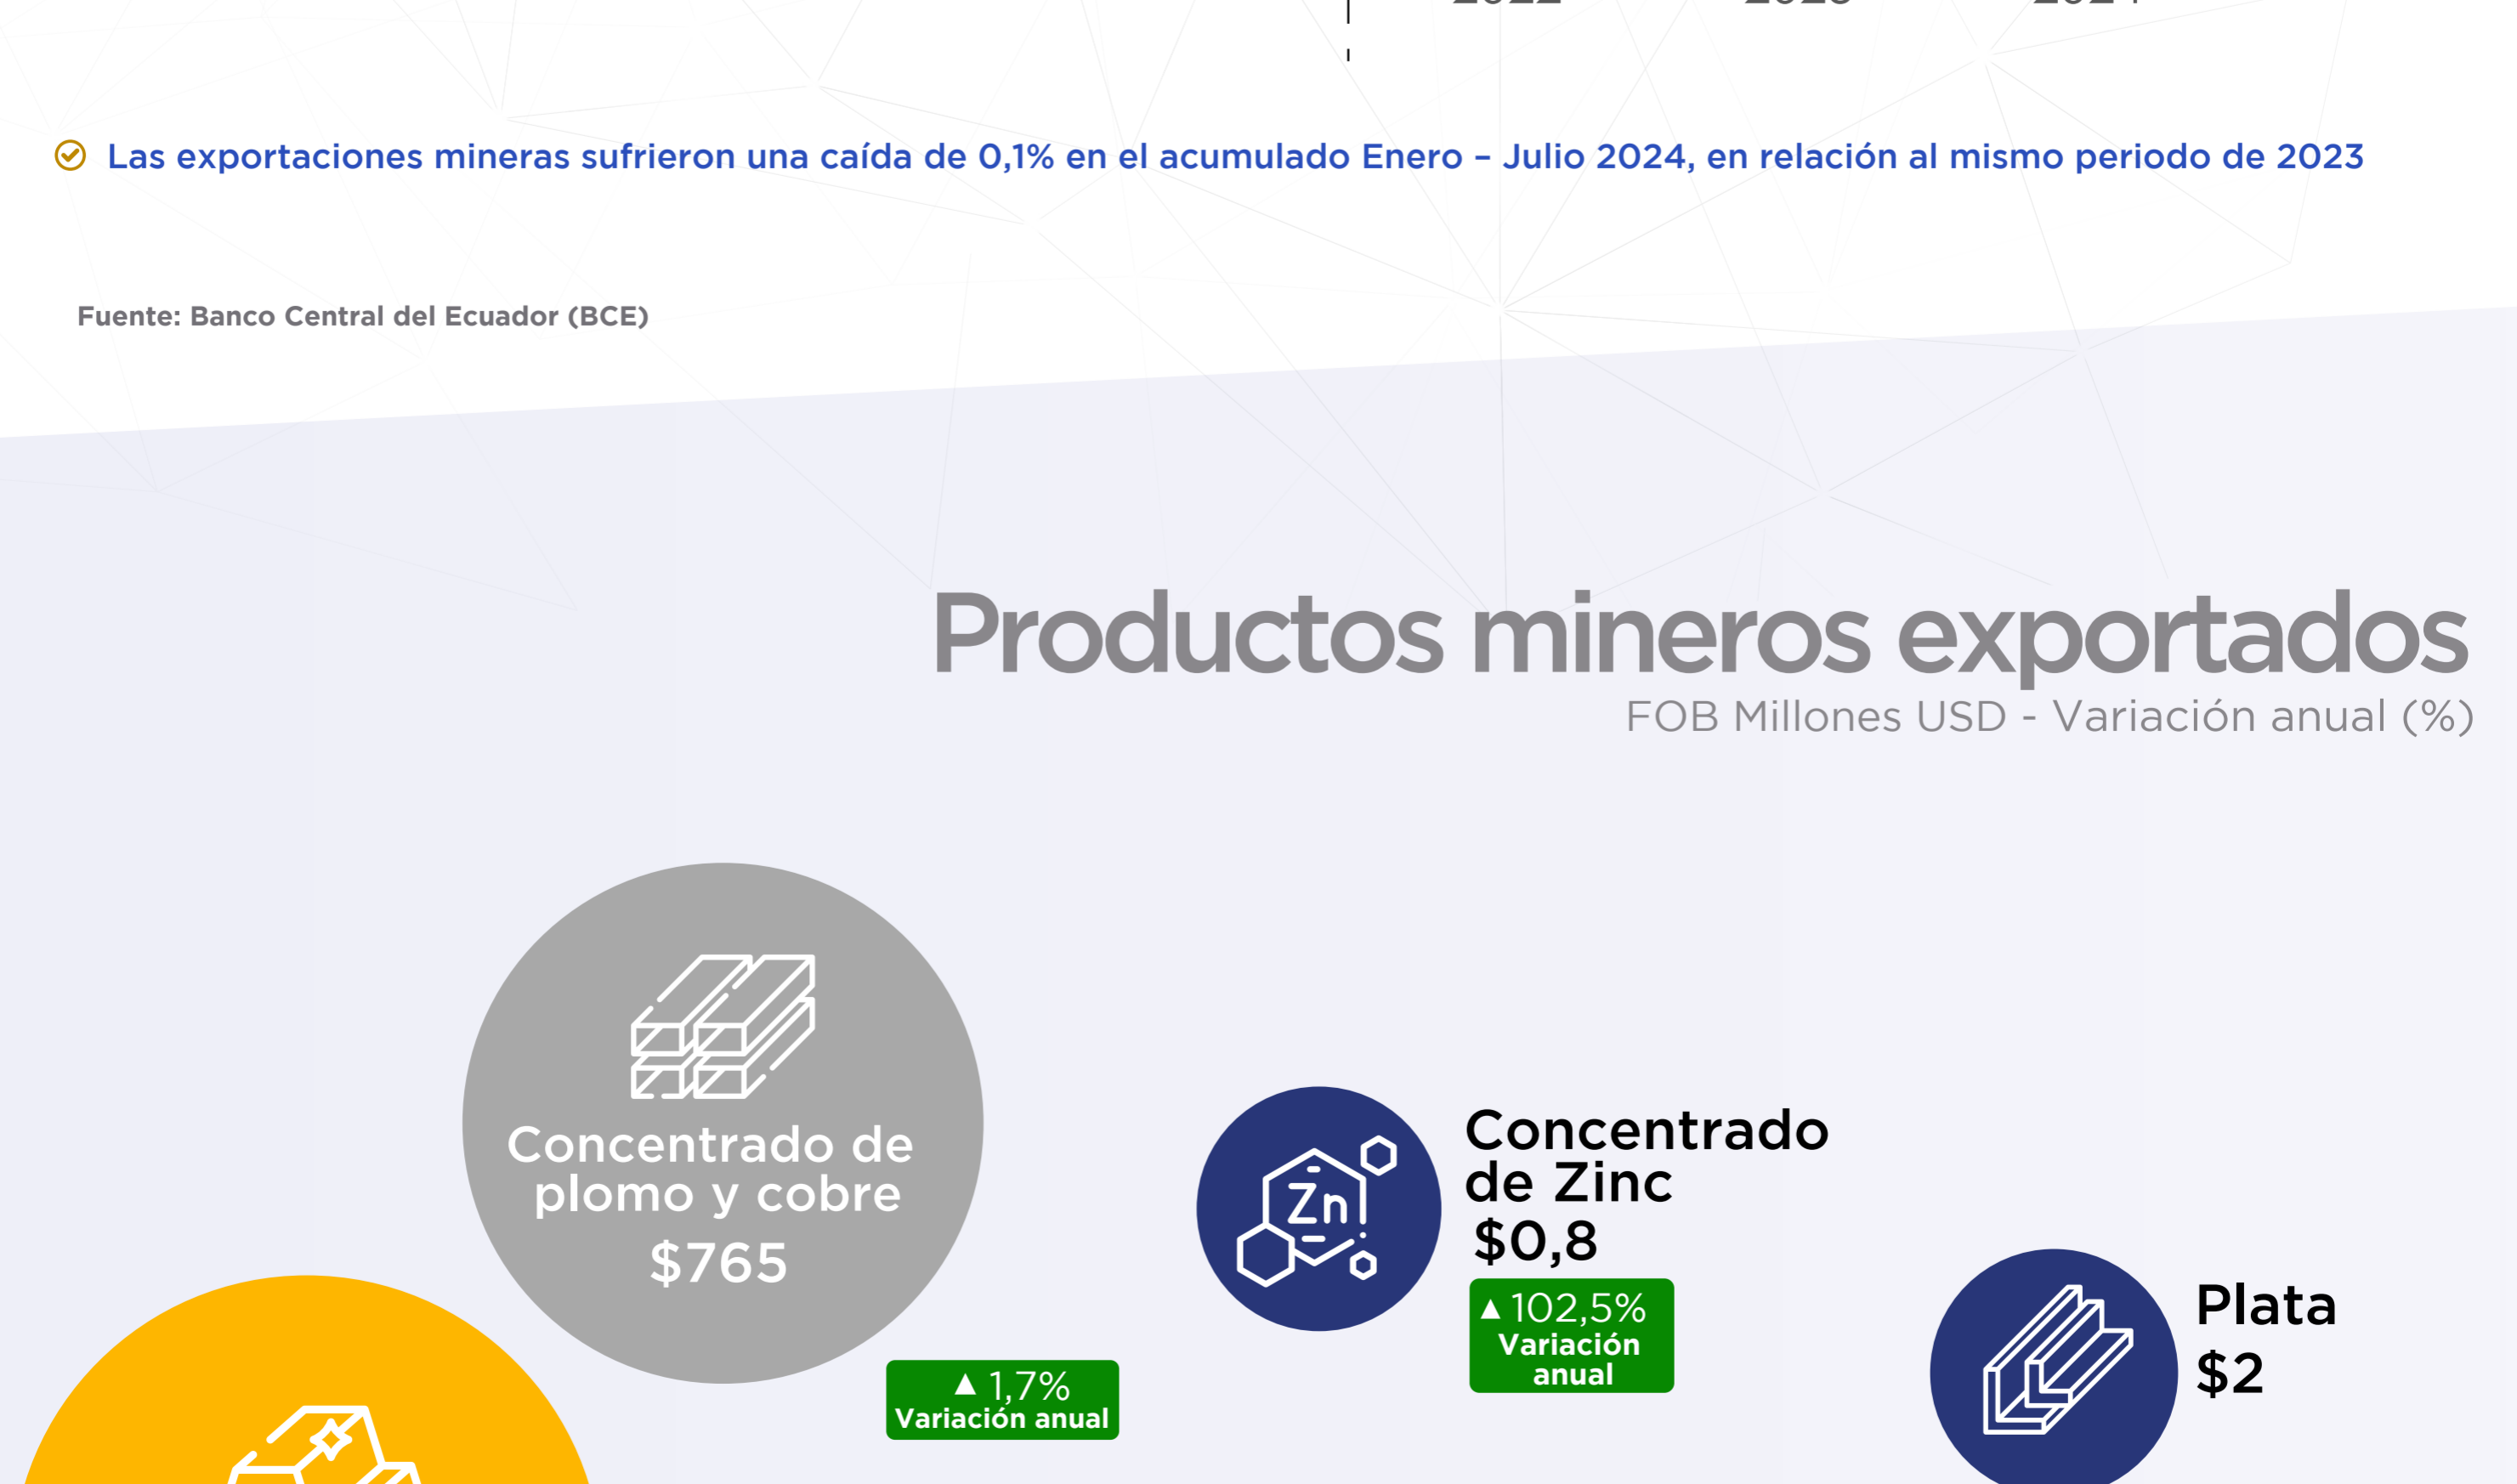 Las exportaciones mineras sufrieron una caída de 0,1% en el acumulado Enero – Julio 2024, en relación al mismo periodo de 2023
Fuente: Banco Central del Ecuador (BCE)
Productos mineros exportados
FOB Millones USD - Variación anual (%)
Concentrado de
plomo y cobre
$765
▲ 1,7%
Variación anual
Zn
Concentrado
de Zinc
$0,8
▲ 102,5%
Variación
anual
Plata
$2